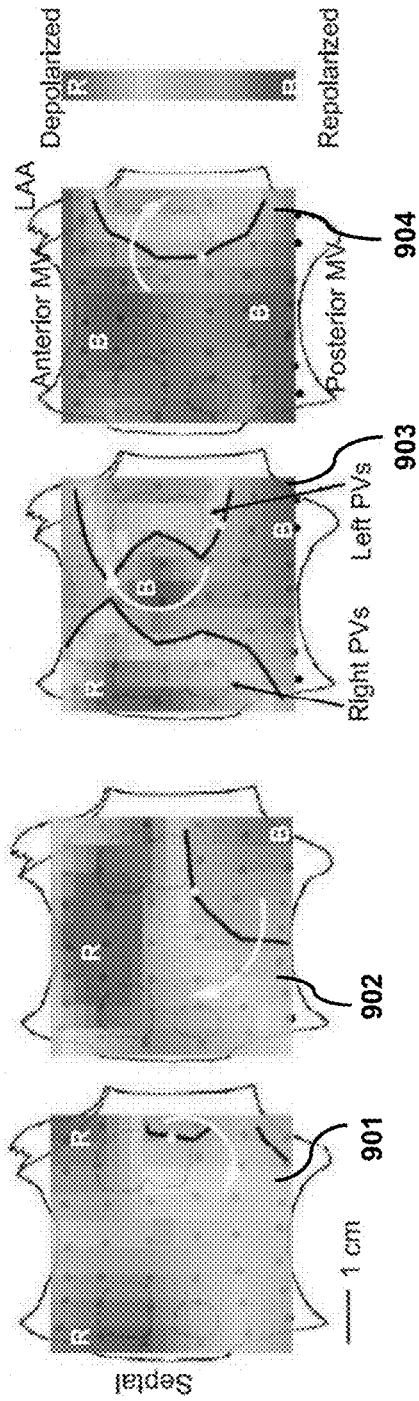 Anterior MV
LAA
Depolarized
Septal
R
R
R
B
R
B
B
B
B
R
B
Repolarized
1 cm
901
902
Right PVs
Left PVs
903
Posterior MV
904